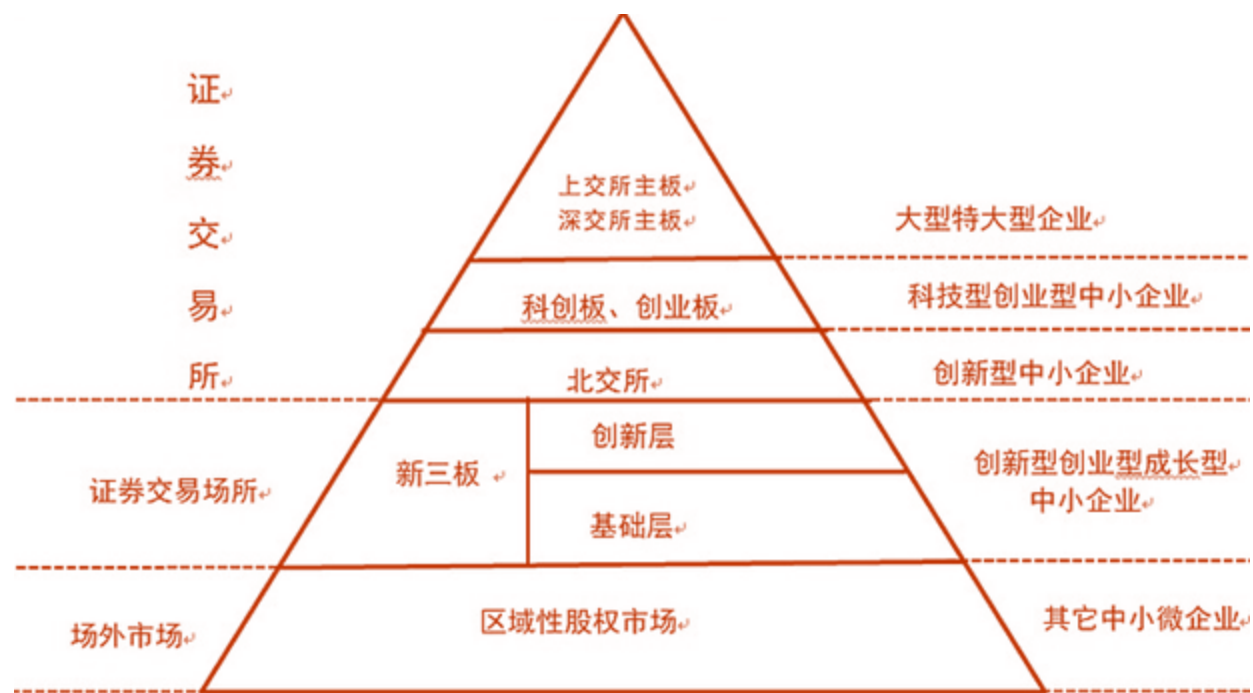 证
券
交
易
所
上交所主板
深交所主板
大型特大型企业
科创板、创业板
科技型创业型中小企业
北交所
创新型中小企业
证券交易场所
新三板
创新层
基础层
创新型创业型成长型
中小企业
场外市场
区域性股权市场
其它中小微企业